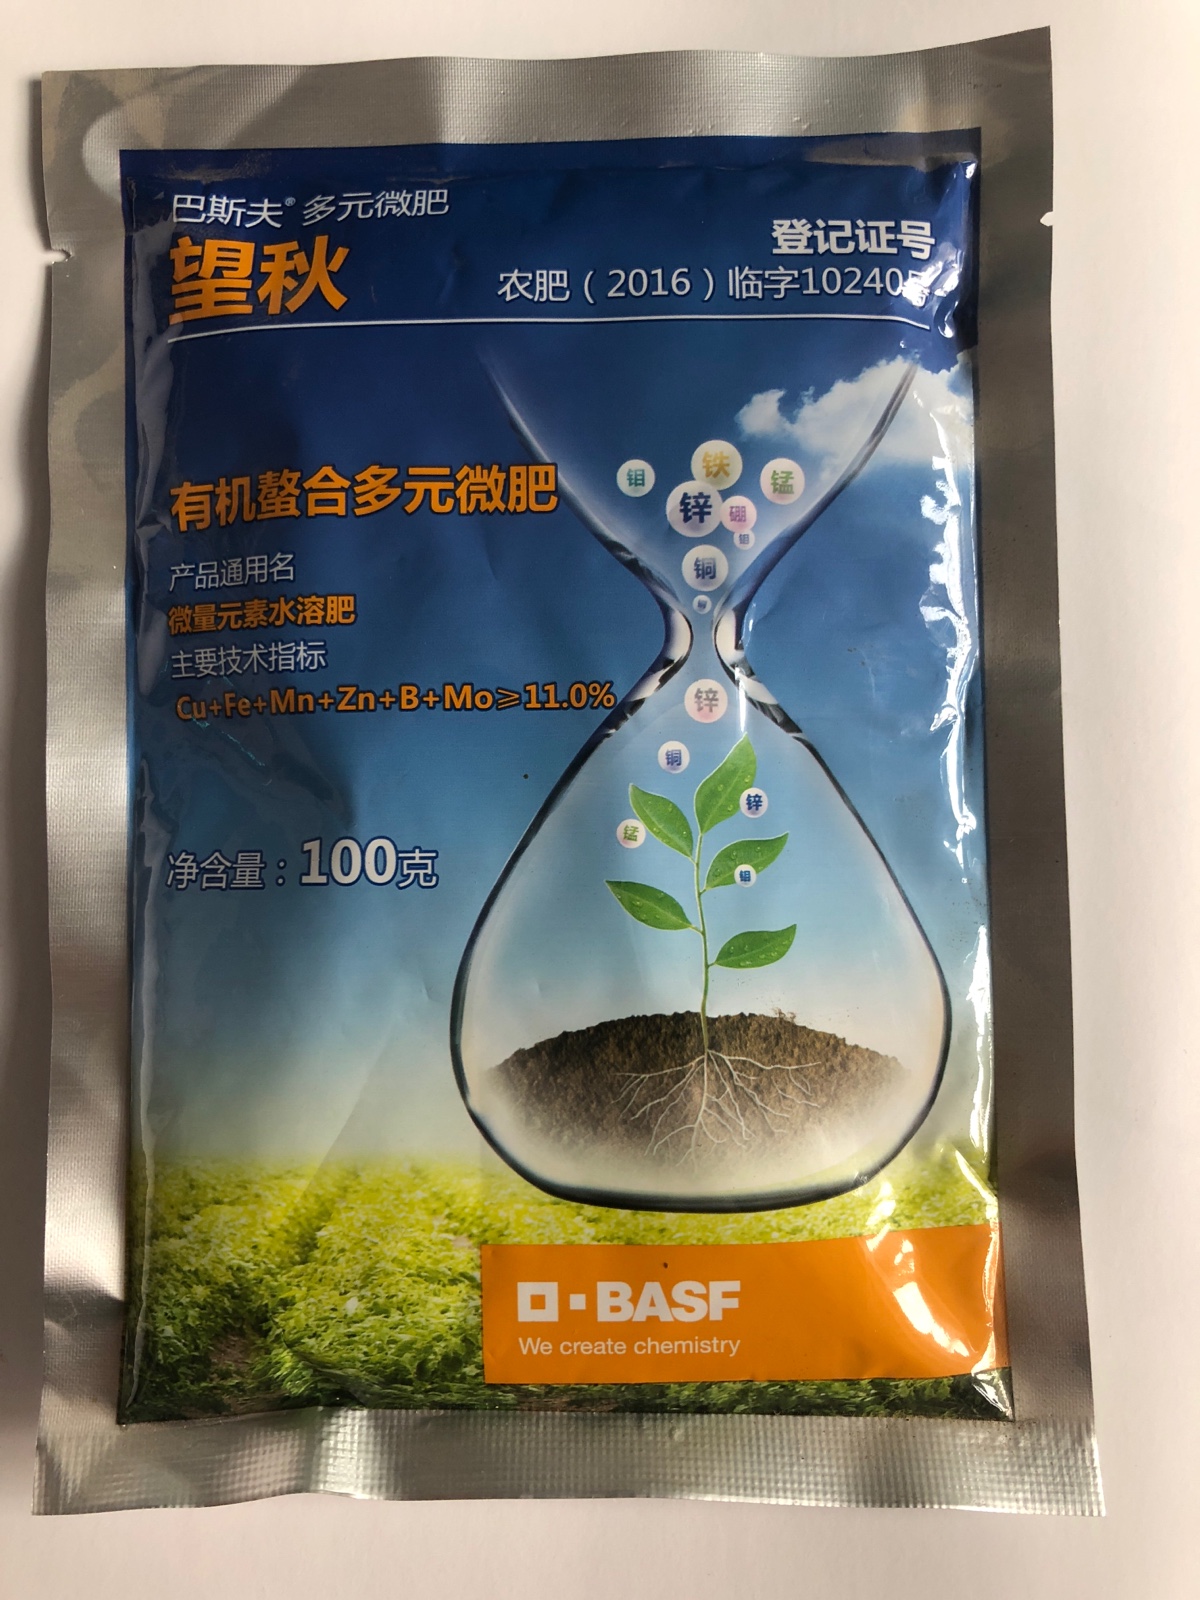 巴斯夫® 多元微肥
望秋
登记证号
农肥（2016）临字10240号
有机螯合多元微肥
产品通用名
微量元素水溶肥
主要技术指标
Cu+Fe+Mn+Zn+B+Mo≥11.0%
净含量：100克
钼
铁
锰
锌
硼
钼
铜
锌
铜
锌
锰
钼
BASF
We create chemistry